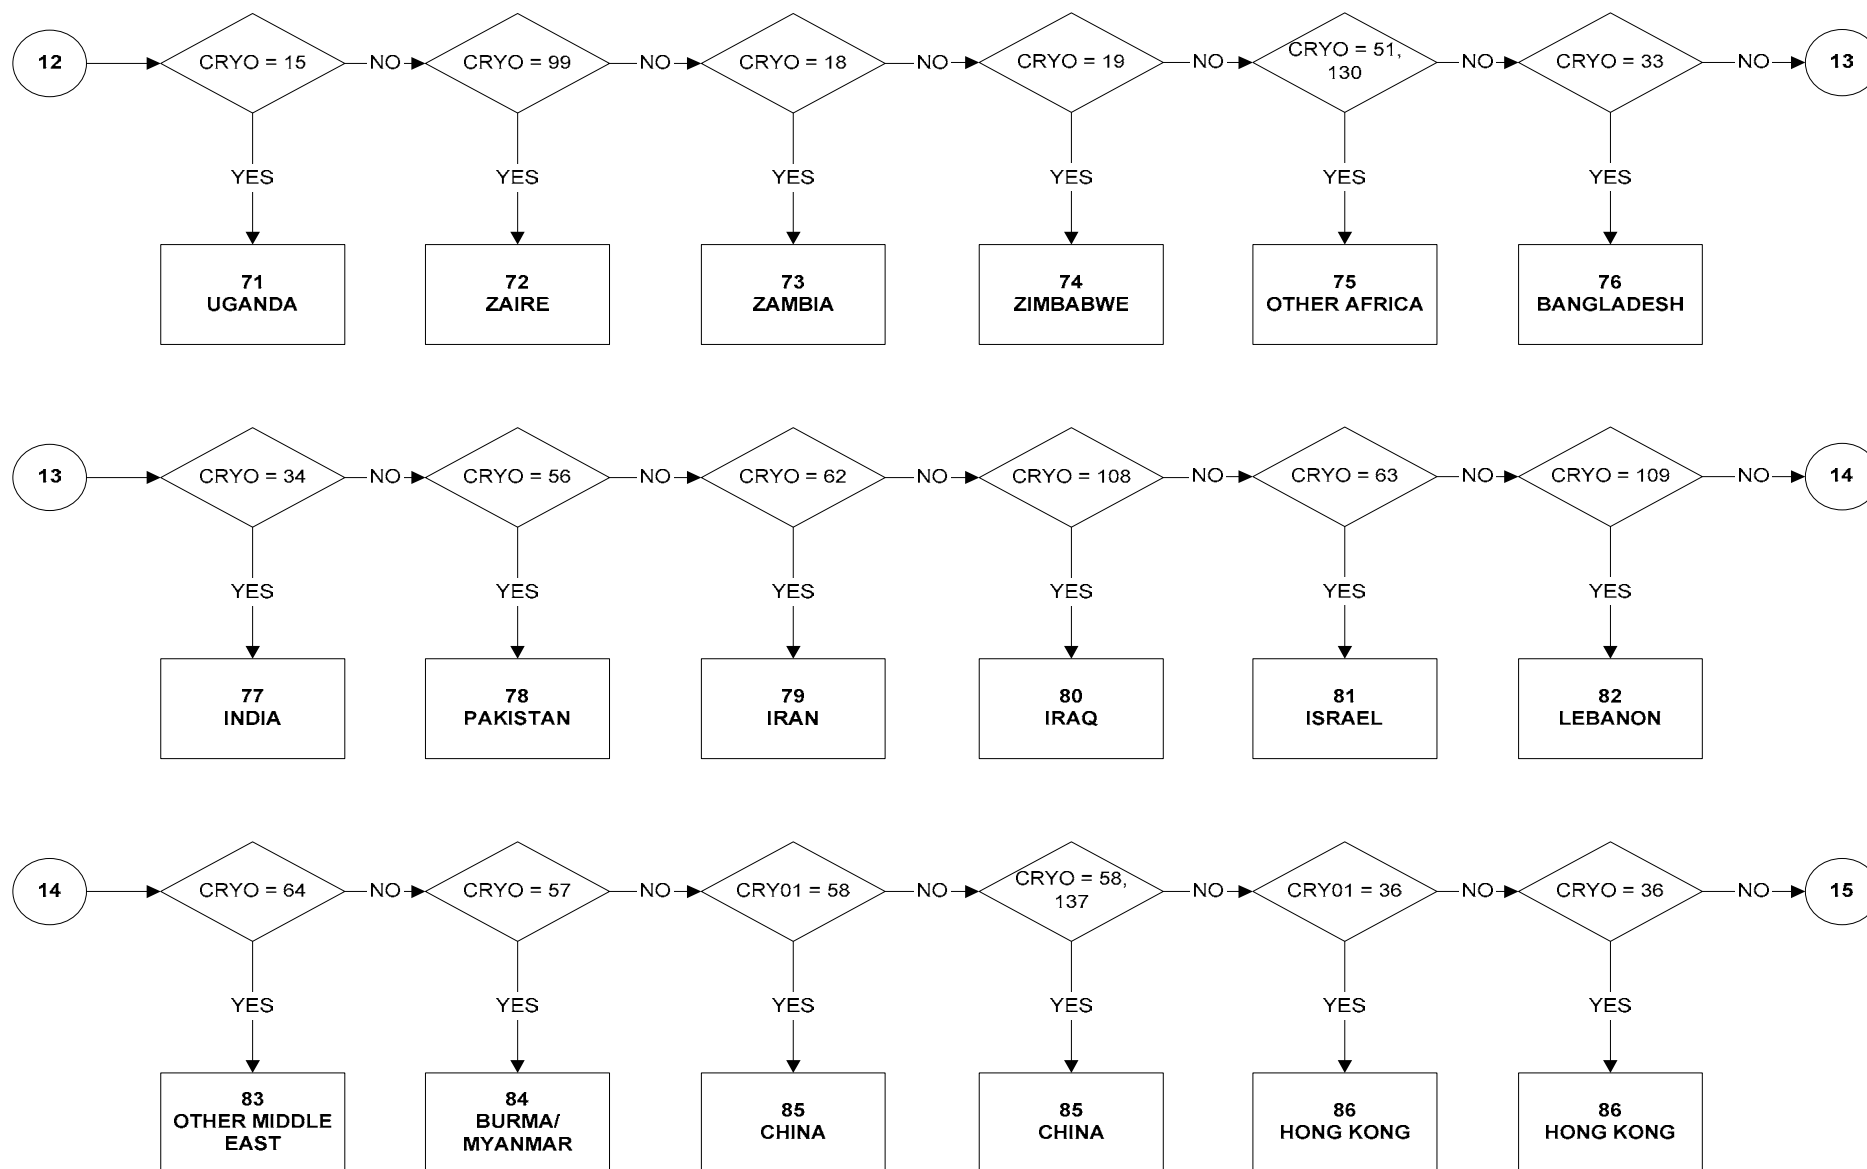 12
CRYO = 15
NO
CRYO = 99
NO
CRYO = 18
NO
CRYO = 19
NO
CRYO = 51,
130
NO
CRYO = 33
NO
13
YES
YES
YES
YES
YES
YES
71
UGANDA
72
ZAIRE
73
ZAMBIA
74
ZIMBABWE
75
OTHER AFRICA
76
BANGLADESH
13
CRYO = 34
NO
CRYO = 56
NO
CRYO = 62
NO
CRYO = 108
NO
CRYO = 63
NO
CRYO = 109
NO
14
YES
YES
YES
YES
YES
YES
77
INDIA
78
PAKISTAN
79
IRAN
80
IRAQ
81
ISRAEL
82
LEBANON
14
CRYO = 64
NO
CRYO = 57
NO
CRY01 = 58
NO
CRYO = 58,
137
NO
CRY01 = 36
NO
CRYO = 36
NO
15
YES
YES
YES
YES
YES
YES
83
OTHER MIDDLE
EAST
84
BURMA/
MYANMAR
85
CHINA
85
CHINA
86
HONG KONG
86
HONG KONG